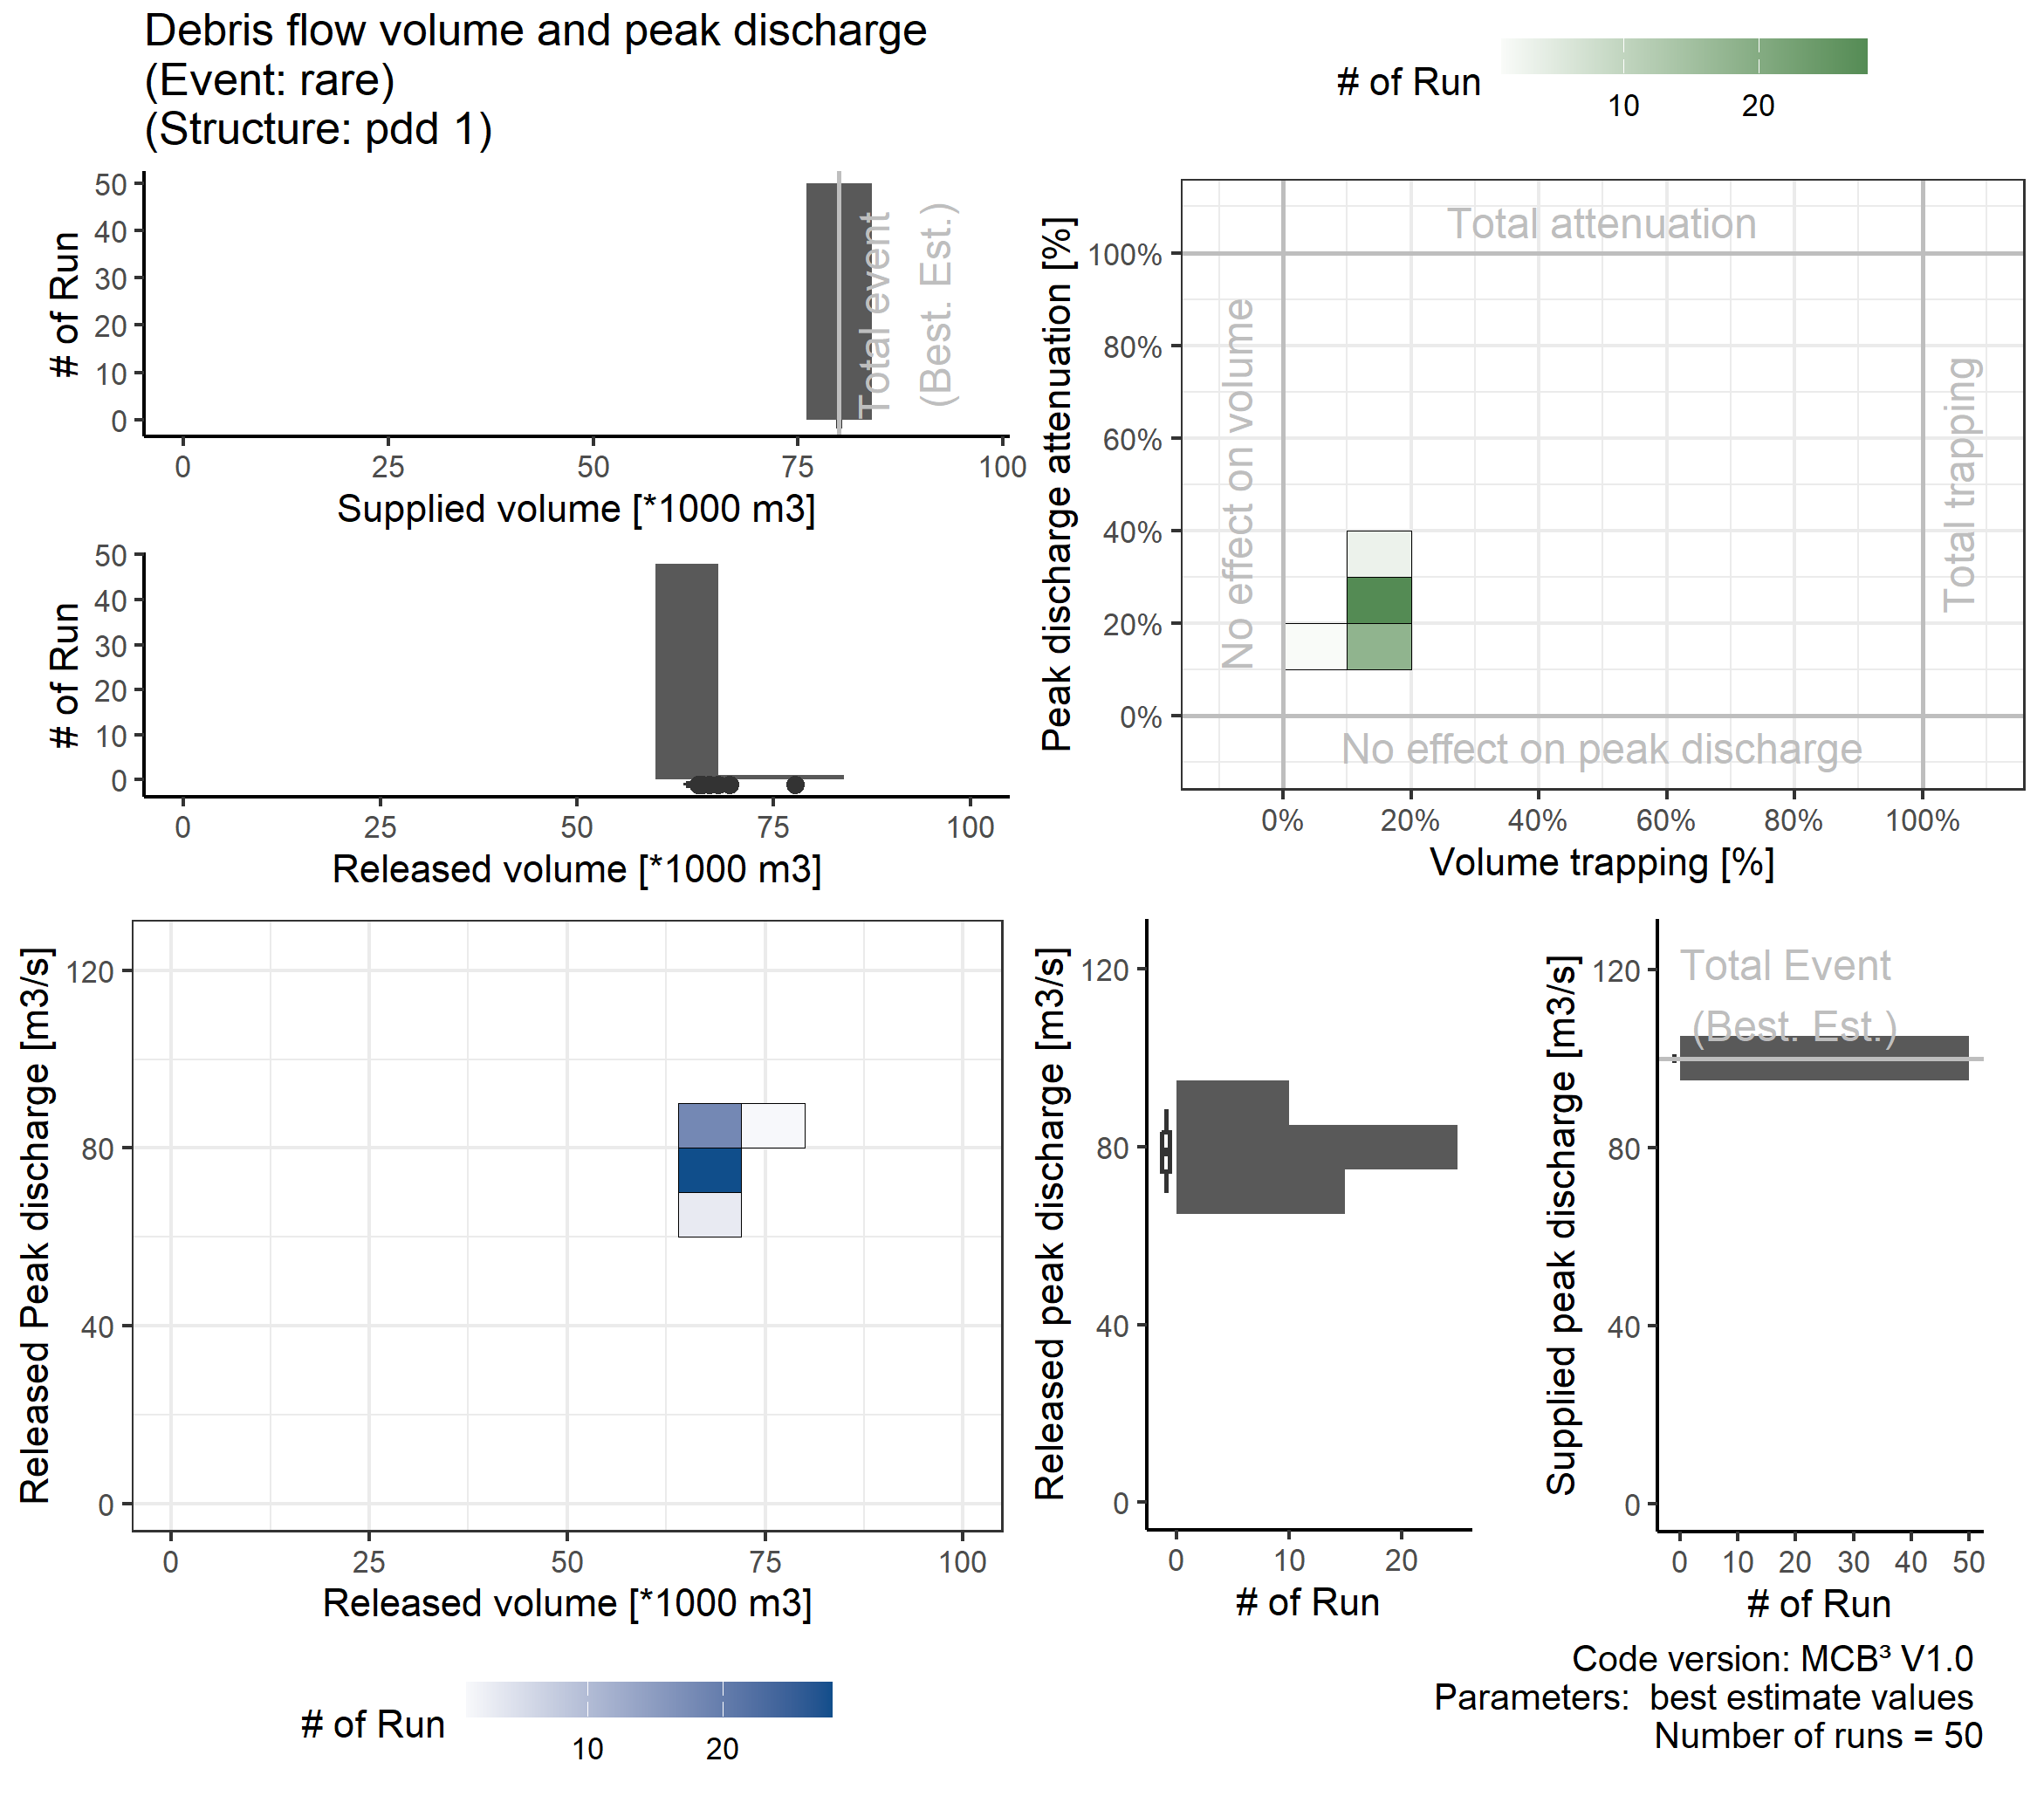 Debris flow volume and peak discharge
(Event: rare)
(Structure: pdd 1)
# of Run
10
20
50
40
30
20
10
0
# of Run
Total event
(Best. Est.)
0
25
50
75
100
Supplied volume [*1000 m3]
50
40
30
20
10
0
# of Run
0
25
50
75
100
Released volume [*1000 m3]
Peak discharge attenuation [%]
100%
80%
60%
40%
20%
0%
Total attenuation
No effect on volume
Total trapping
No effect on peak discharge
0%
20%
40%
60%
80%
100%
Volume trapping [%]
Released Peak discharge [m3/s]
120
80
40
0
0
25
50
75
100
Released volume [*1000 m3]
# of Run
10
20
Released peak discharge [m3/s]
120
80
40
0
0
10
20
# of Run
Supplied peak discharge [m3/s]
120
80
40
0
Total Event
(Best. Est.)
0
10
20
30
40
50
# of Run
Code version: MCB³ V1.0
Parameters:  best estimate values
Number of runs = 50